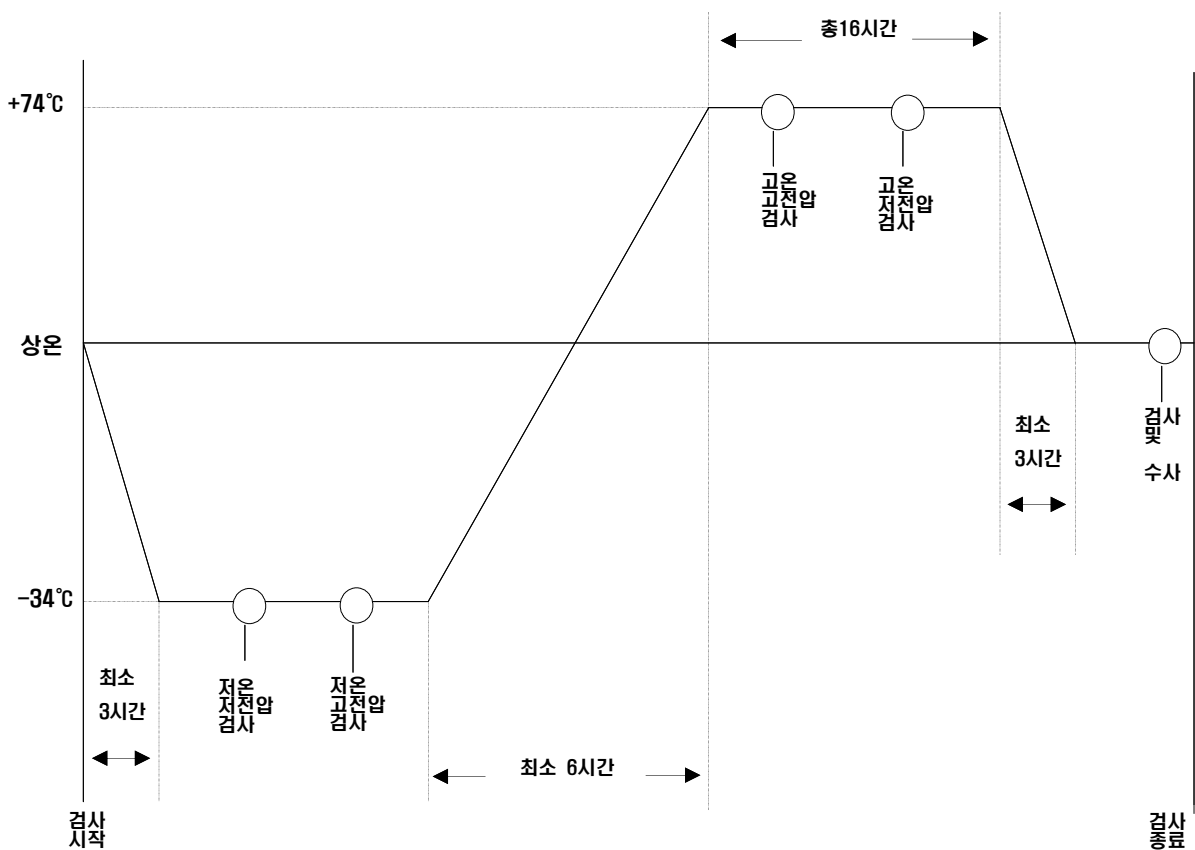 총16시간
+74℃
고온
고전압
검사
고온
저전압
검사
상온
최소
3시간
검사
및
수사
-34℃
최소
3시간
저온
저전압
검사
저온
고전압
검사
최소 6시간
검사
시작
검사
종료